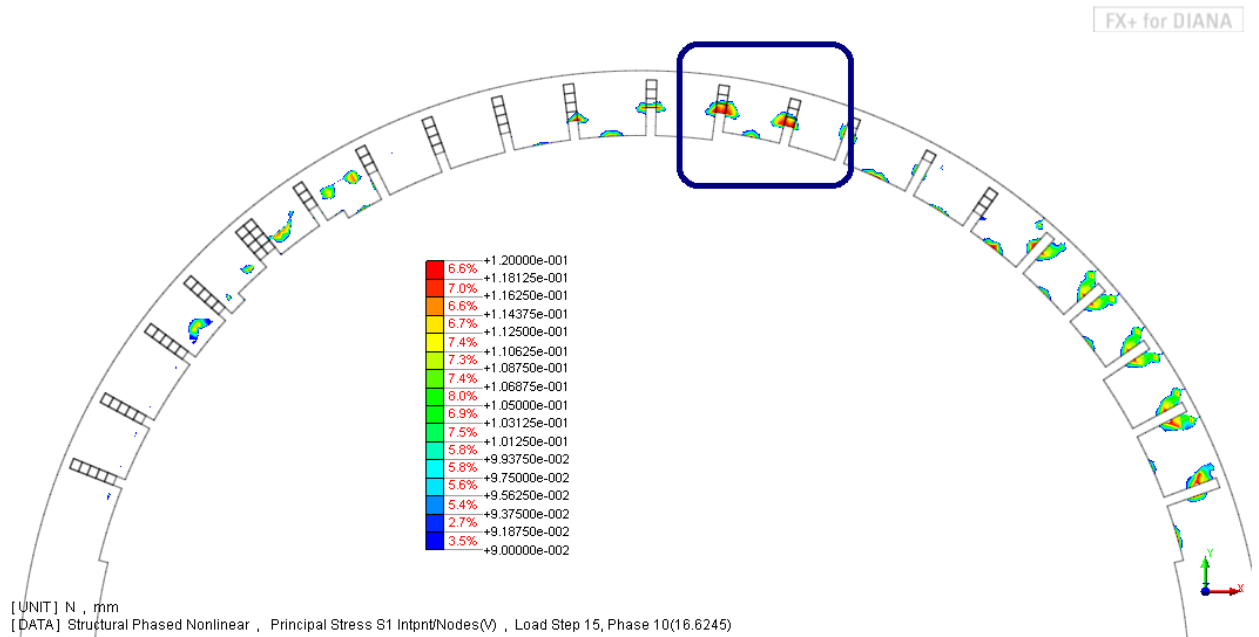 FX+ for DIANA
+1.20000e-001
6.6%
+1.18125e-001
7.0%
+1.16250e-001
6.6%
+1.14375e-001
6.7%
+1.12500e-001
7.4%
+1.10625e-001
7.3%
+1.08750e-001
7.4%
+1.06875e-001
8.0%
+1.05000e-001
6.9%
+1.03125e-001
7.5%
+1.01250e-001
5.8%
+9.93750e-002
5.8%
+9.75000e-002
5.6%
+9.56250e-002
5.4%
+9.37500e-002
2.7%
+9.18750e-002
3.5%
+9.00000e-002
Y
X
[UNIT] N , mm
[DATA] Structural Phased Nonlinear , Principal Stress S1 Intpnt/Nodes(V) , Load Step 15, Phase 10(16.6245)